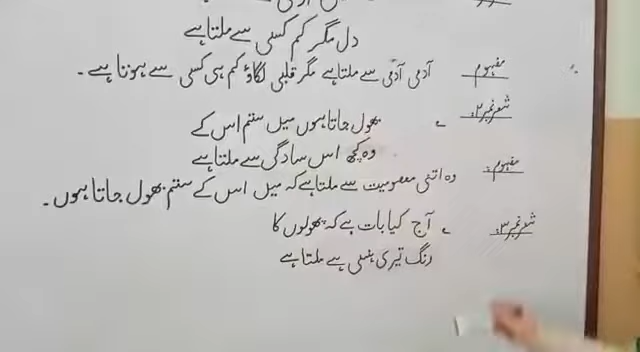 دل مگر کم کسی سے ملتا ہے
مفہوم آدمی آدمی سے ملتا ہے مگر قلبی لگاؤ کم ہی کسی سے ہوتا ہے ۔
شعر نمبر ۲: بھول جاتا ہوں میں ستم اس کے
وہ کچھ اس سادگی سے ملتا ہے
مفہوم: وہ اتنی معصومیت سے ملتا ہے کہ میں اس کے ستم بھول جاتا ہوں ۔
شعر نمبر ۳: آج کیا بات ہے کہ پھولوں کا
رنگ تیری ہنسی سے ملتا ہے